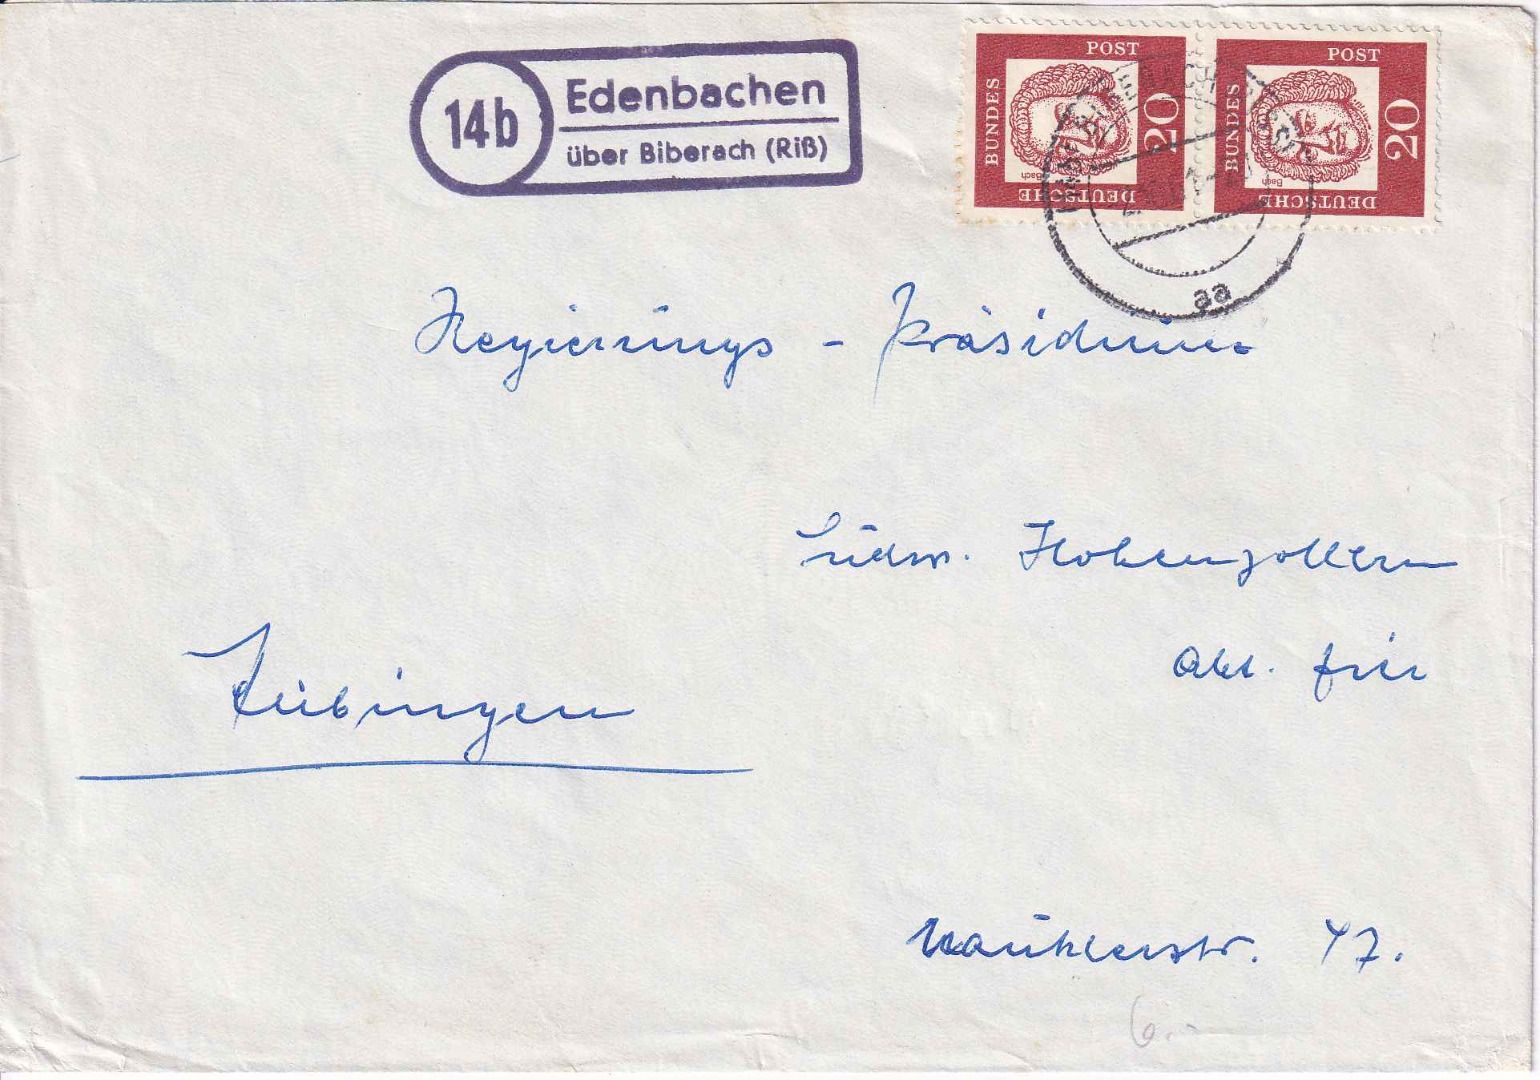 14b
Edenbachen
über Biberach (Riß)
DEUTSCHE BUNDES POST 20
Bach
DEUTSCHE BUNDES POST 20
Bach
aa
Regierungs - Präsidium
Südw. Hohenzollern
Abt. für
Tübingen
47.
6.-